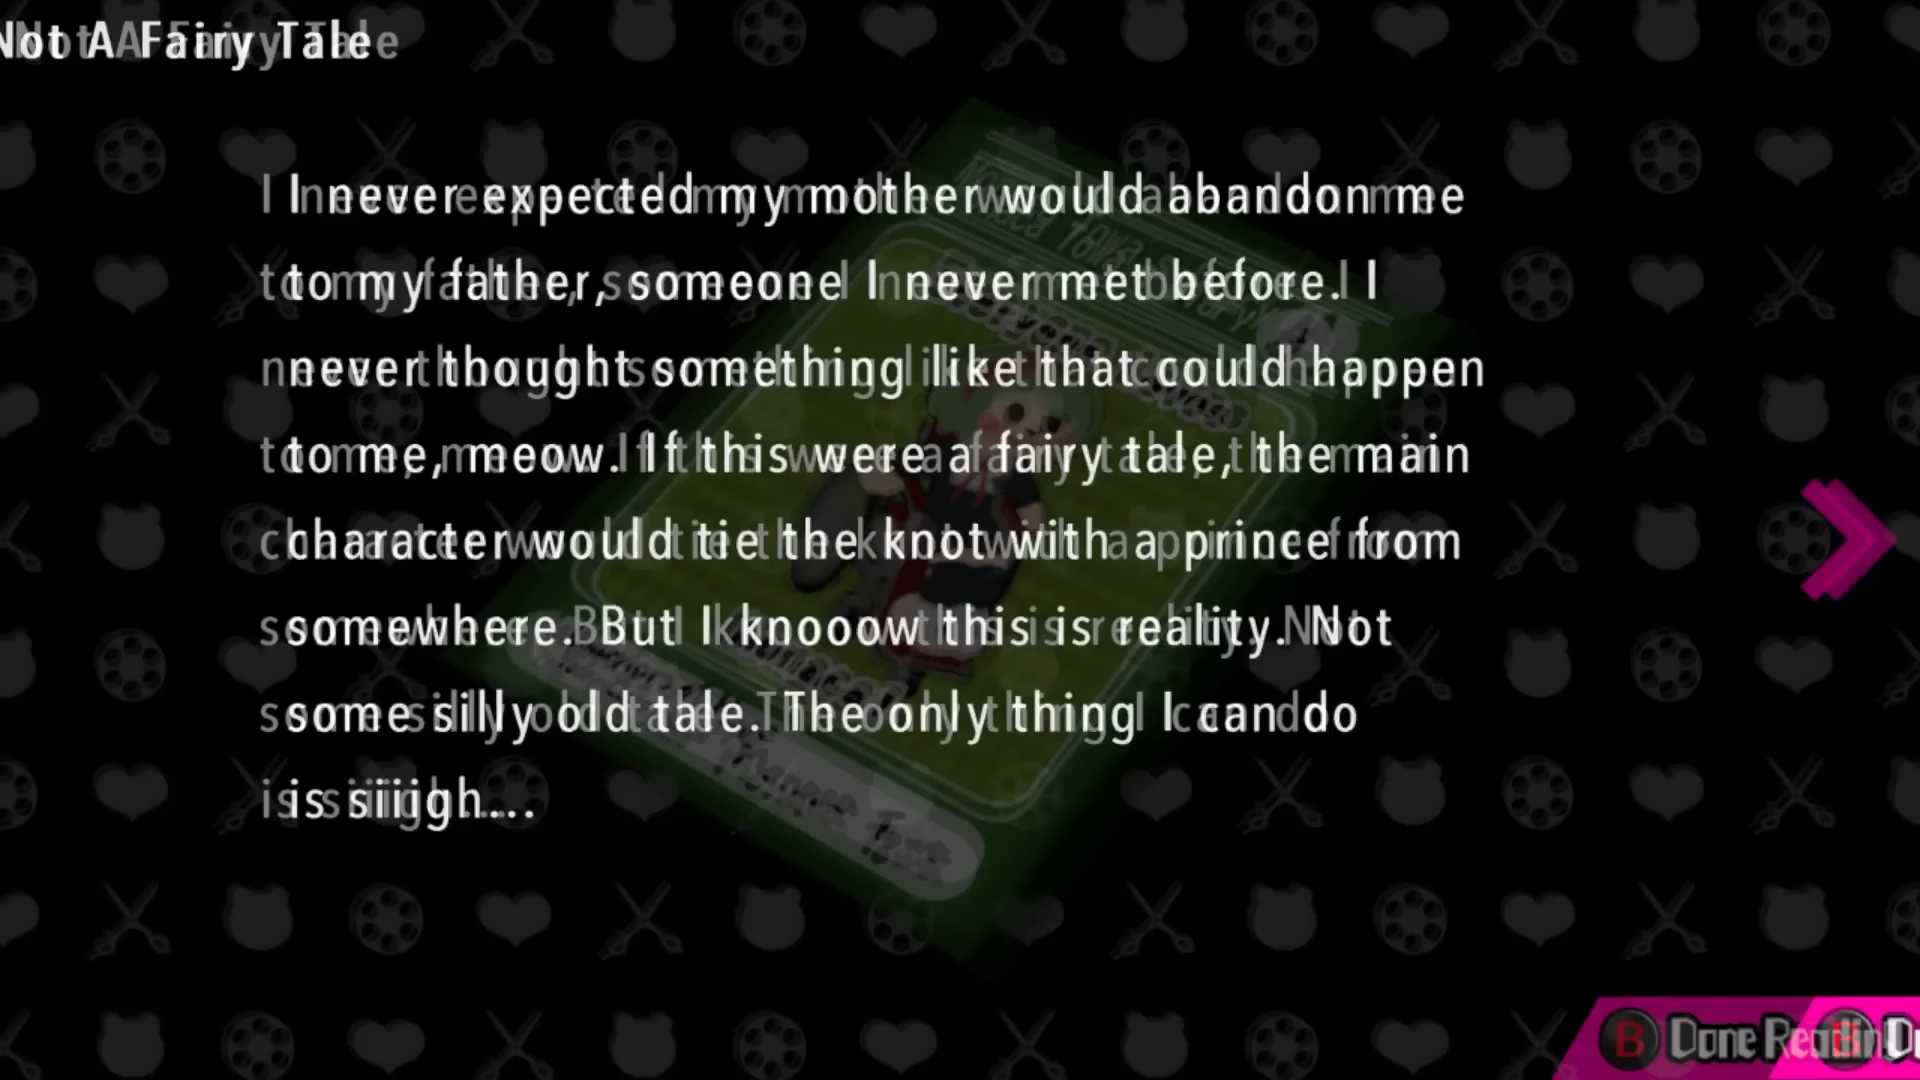 Not A Fairy Tale
I never expected my mother would abandon me
to my father, someone I never met before. I
never thought something like that could happen
to me, meow. If this were a fairy tale, the main
character would tie the knot with a prince from
somewhere. But I knooow this is reality. Not
some silly old tale. The only thing I can do
is siiigh...
B Done Reading